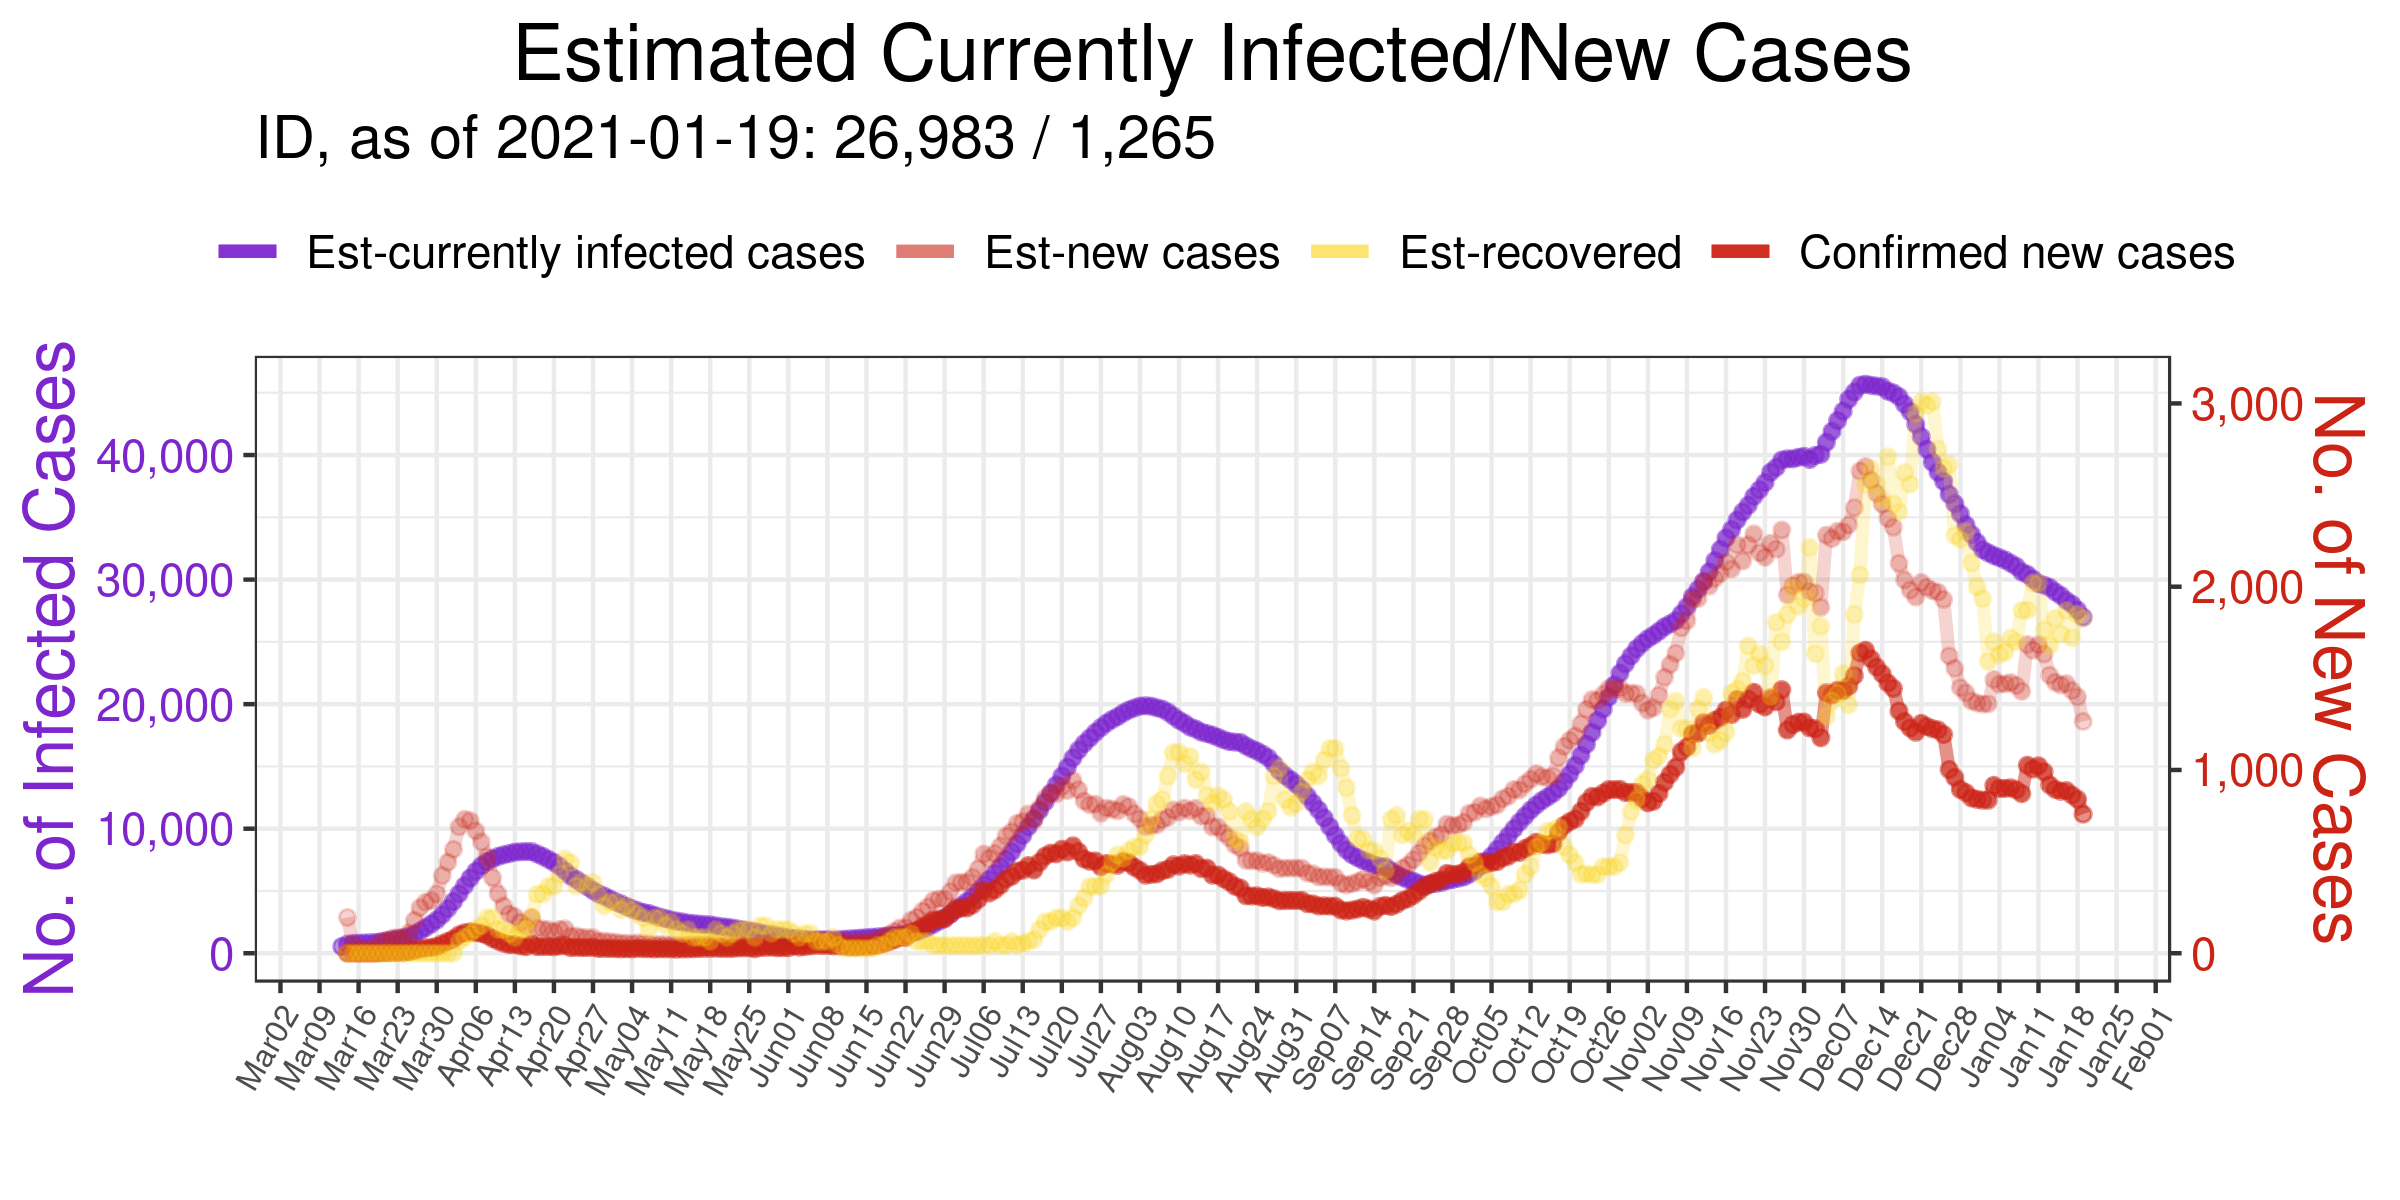 Estimated Currently Infected/New Cases
ID, as of 2021-01-19: 26,983 / 1,265
Est-currently infected cases Est-new cases Est-recovered Confirmed new cases
No. of Infected Cases
40,000
30,000
20,000
10,000
0
3,000
2,000
1,000
0
No. of New Cases
Mar02 Mar09 Mar16 Mar23 Mar30 Apr06 Apr13 Apr20 Apr27 May04 May11 May18 May25 Jun01 Jun08 Jun15 Jun22 Jun29 Jul06 Jul13 Jul20 Jul27 Aug03 Aug10 Aug17 Aug24 Aug31 Sep07 Sep14 Sep21 Sep28 Oct05 Oct12 Oct19 Oct26 Nov02 Nov09 Nov16 Nov23 Nov30 Dec07 Dec14 Dec21 Dec28 Jan04 Jan11 Jan18 Jan25 Feb01